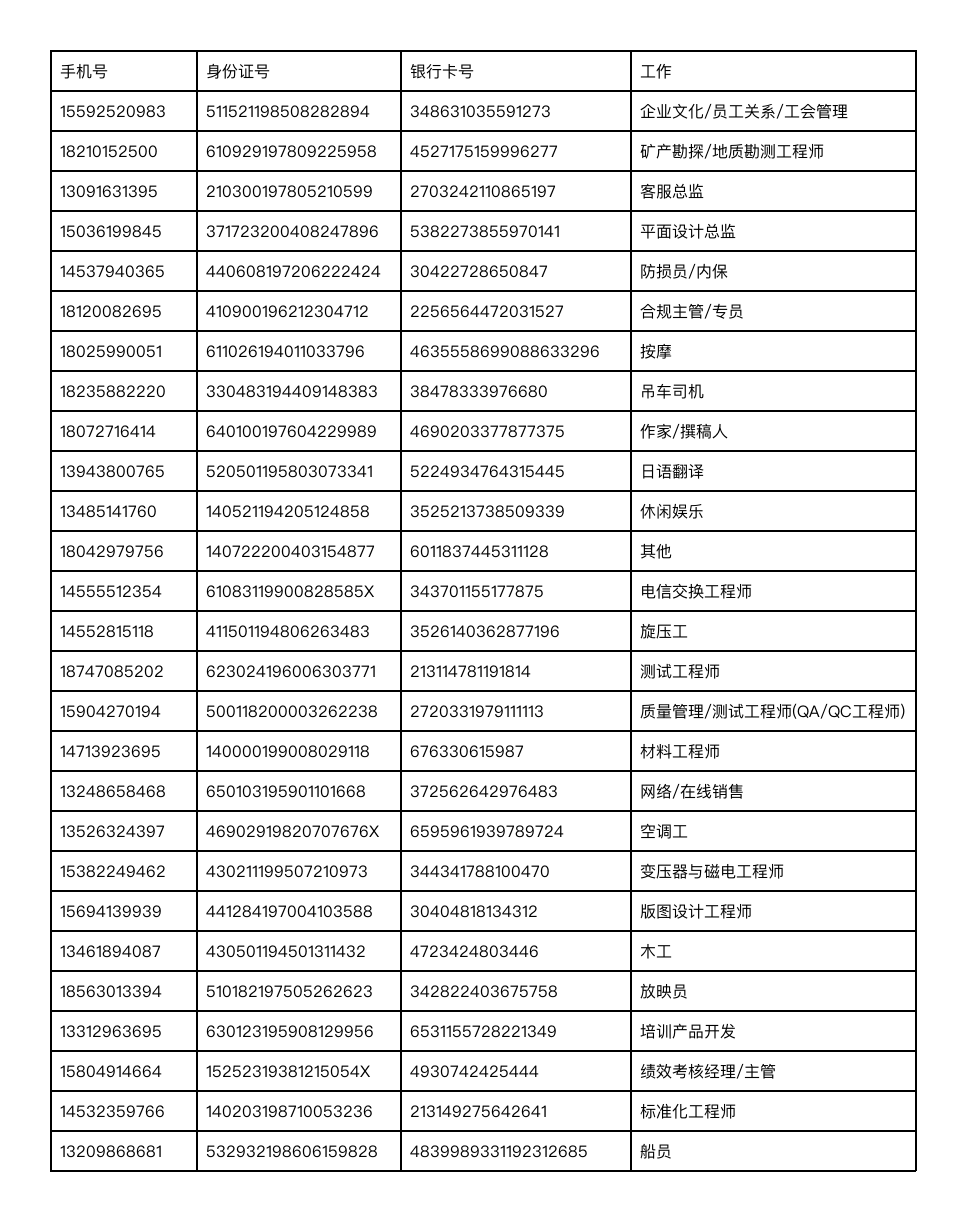 手机号 身份证号 银行卡号 工作
15592520983 511521198508282894 348631035591273 企业文化/员工关系/工会管理
18210152500 610929197809225958 4527175159996277 矿产勘探/地质勘测工程师
13091631395 210300197805210599 2703242110865197 客服总监
15036199845 371723200408247896 5382273855970141 平面设计总监
14537940365 440608197206222424 30422728650847 防损员/内保
18120082695 410900196212304712 2256564472031527 合规主管/专员
18025990051 611026194011033796 4635558699088633296 按摩
18235882220 330483194409148383 38478333976680 吊车司机
18072716414 640100197604229989 4690203377877375 作家/撰稿人
13943800765 520501195803073341 5224934764315445 日语翻译
13485141760 140521194205124858 3525213738509339 休闲娱乐
18042979756 140722200403154877 6011837445311128 其他
14555512354 61083119900828585X 343701155177875 电信交换工程师
14552815118 411501194806263483 3526140362877196 旋压工
18747085202 623024196006303771 213114781191814 测试工程师
15904270194 500118200003262238 2720331979111113 质量管理/测试工程师(QA/QC工程师)
14713923695 140000199008029118 676330615987 材料工程师
13248658468 650103195901101668 372562642976483 网络/在线销售
13526324397 46902919820707676X 6595961939789724 空调工
15382249462 430211199507210973 344341788100470 变压器与磁电工程师
15694139939 441284197004103588 30404818134312 版图设计工程师
13461894087 430501194501311432 4723424803446 木工
18563013394 510182197505262623 342822403675758 放映员
13312963695 630123195908129956 6531155728221349 培训产品开发
15804914664 15252319381215054X 4930742425444 绩效考核经理/主管
14532359766 140203198710053236 213149275642641 标准化工程师
13209868681 532932198606159828 4839989331192312685 船员